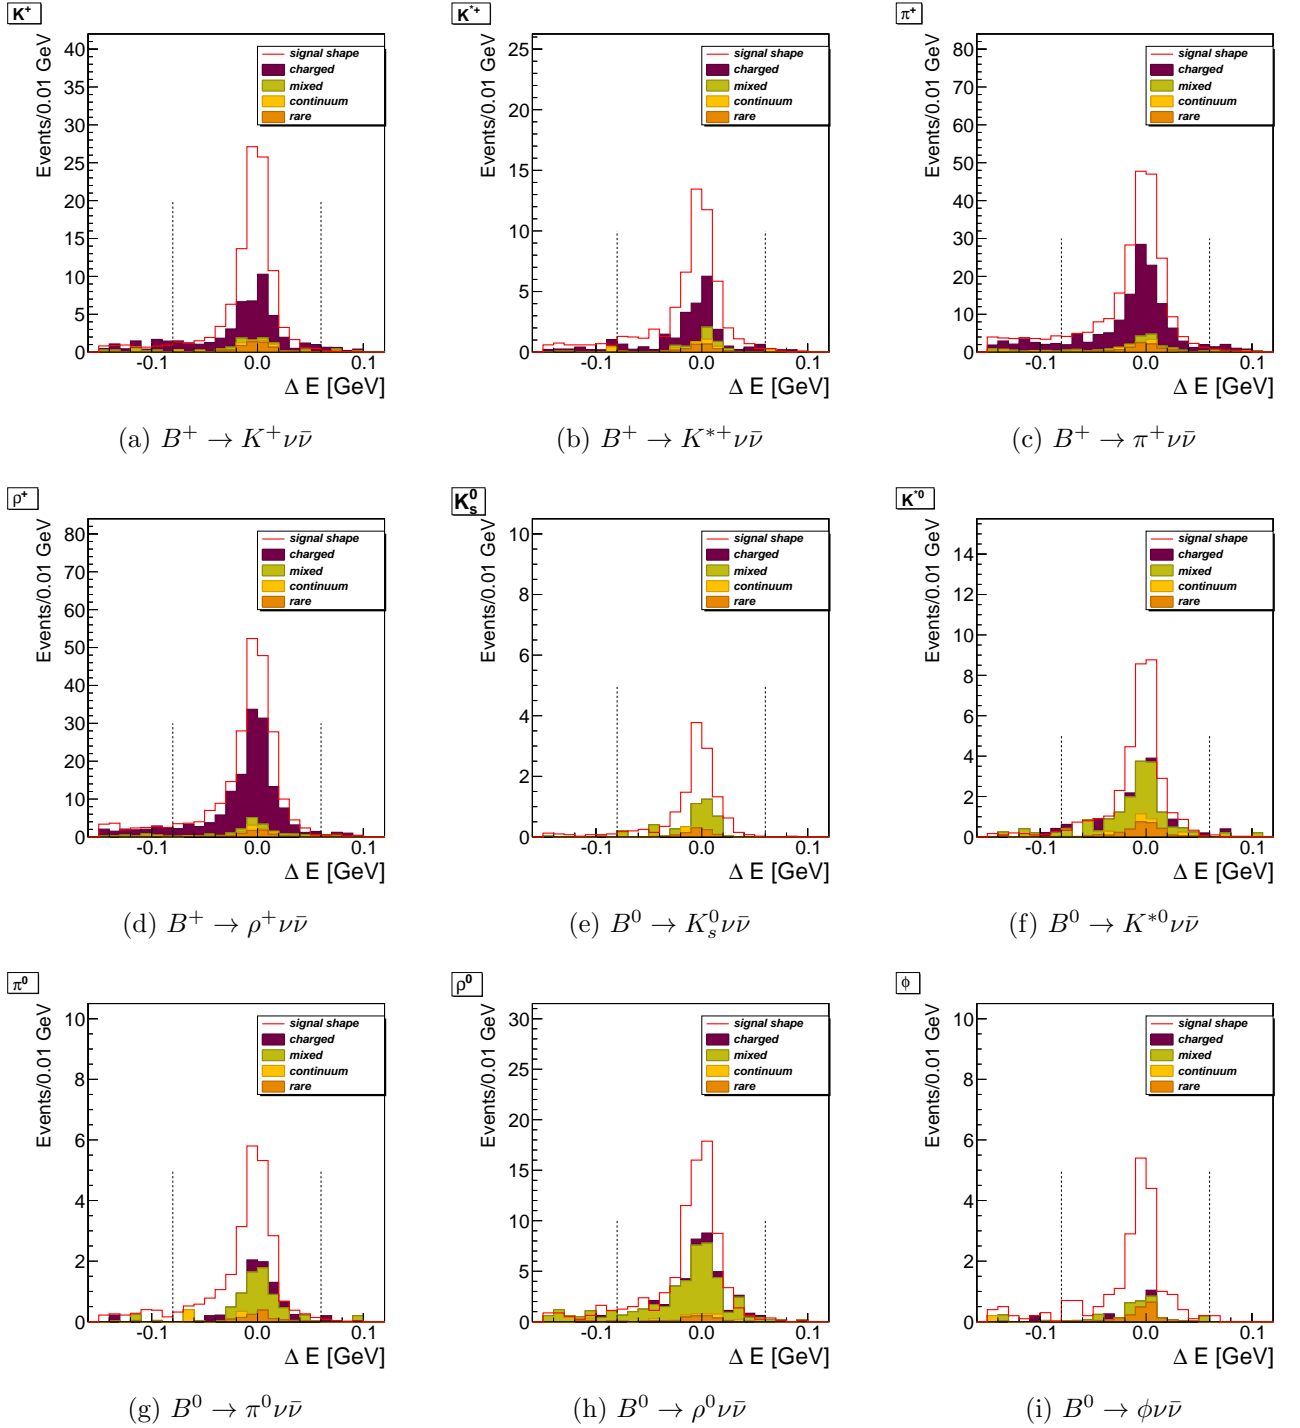 K⁺
Events/0.01 GeV
40
35
30
25
20
15
10
5
0
-0.1 0.0 0.1
Δ E [GeV]
signal shape
charged
mixed
continuum
rare
(a) B⁺ → K⁺νν̄
K*⁺
Events/0.01 GeV
25
20
15
10
5
0
-0.1 0.0 0.1
Δ E [GeV]
signal shape
charged
mixed
continuum
rare
(b) B⁺ → K*⁺νν̄
π⁺
Events/0.01 GeV
80
70
60
50
40
30
20
10
0
-0.1 0.0 0.1
Δ E [GeV]
signal shape
charged
mixed
continuum
rare
(c) B⁺ → π⁺νν̄
ρ⁺
Events/0.01 GeV
80
70
60
50
40
30
20
10
0
-0.1 0.0 0.1
Δ E [GeV]
signal shape
charged
mixed
continuum
rare
(d) B⁺ → ρ⁺νν̄
K⁰ₛ
Events/0.01 GeV
10
8
6
4
2
0
-0.1 0.0 0.1
Δ E [GeV]
signal shape
charged
mixed
continuum
rare
(e) B⁰ → K⁰ₛνν̄
K*⁰
Events/0.01 GeV
14
12
10
8
6
4
2
0
-0.1 0.0 0.1
Δ E [GeV]
signal shape
charged
mixed
continuum
rare
(f) B⁰ → K*⁰νν̄
π⁰
Events/0.01 GeV
10
8
6
4
2
0
-0.1 0.0 0.1
Δ E [GeV]
signal shape
charged
mixed
continuum
rare
(g) B⁰ → π⁰νν̄
ρ⁰
Events/0.01 GeV
30
25
20
15
10
5
0
-0.1 0.0 0.1
Δ E [GeV]
signal shape
charged
mixed
continuum
rare
(h) B⁰ → ρ⁰νν̄
ϕ
Events/0.01 GeV
10
8
6
4
2
0
-0.1 0.0 0.1
Δ E [GeV]
signal shape
charged
mixed
continuum
rare
(i) B⁰ → ϕνν̄